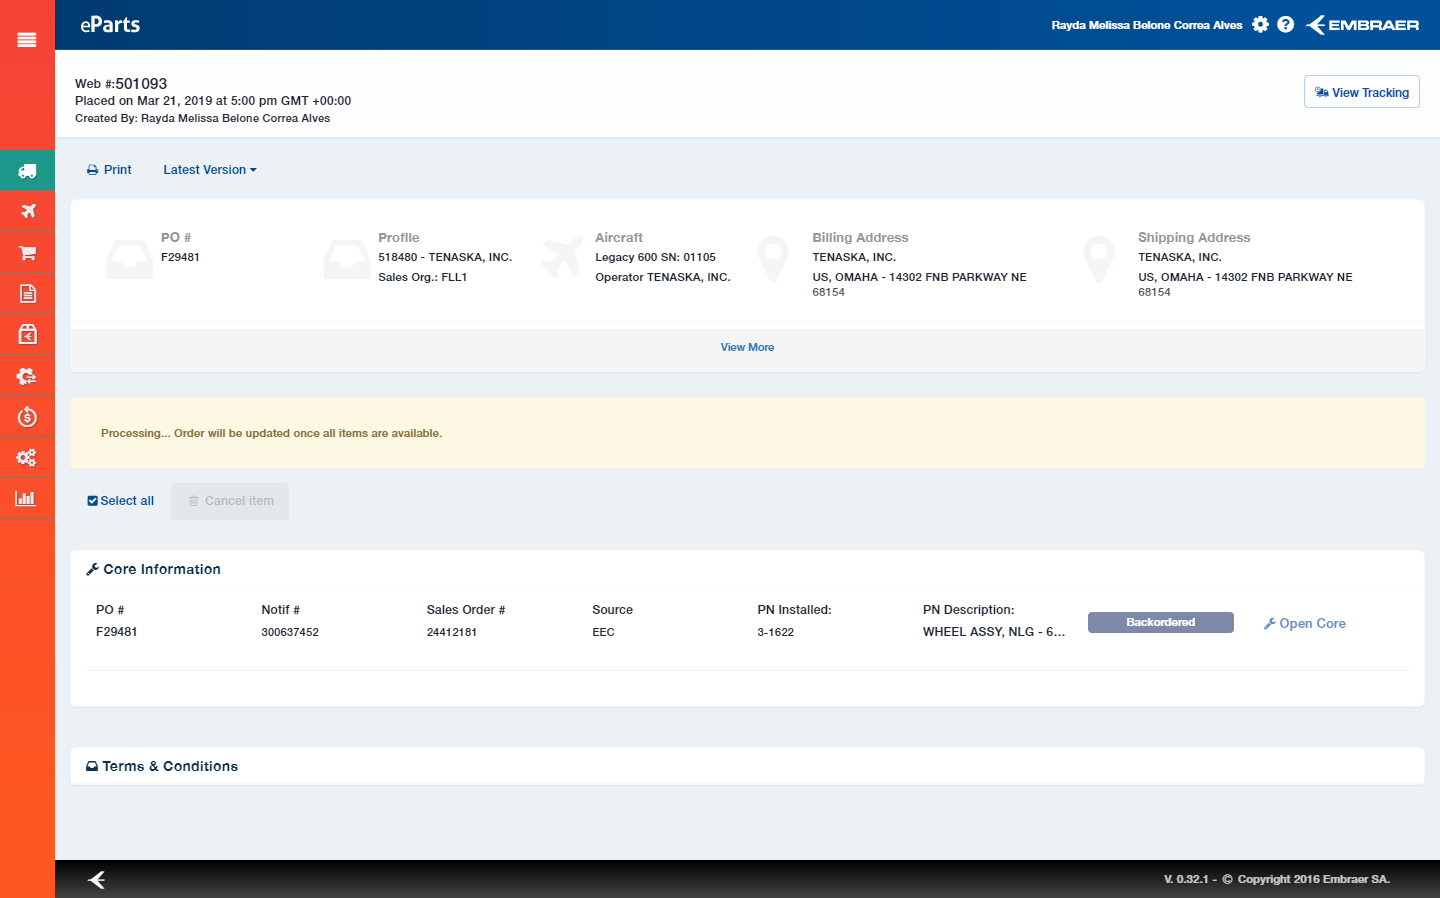 eParts
Rayda Melissa Belone Correa Alves
EMBRAER
Web #:501093
Placed on Mar 21, 2019 at 5:00 pm GMT +00:00
Created By: Rayda Melissa Belone Correa Alves
View Tracking
Print
Latest Version
PO #
F29481
Profile
518480 - TENASKA, INC.
Sales Org.: FLL1
Aircraft
Legacy 600 SN: 01105
Operator TENASKA, INC.
Billing Address
TENASKA, INC.
US, OMAHA - 14302 FNB PARKWAY NE
68154
Shipping Address
TENASKA, INC.
US, OMAHA - 14302 FNB PARKWAY NE
68154
View More
Processing... Order will be updated once all items are available.
Select all
Cancel item
Core Information
PO #
F29481
Notif #
300637452
Sales Order #
24412181
Source
EEC
PN Installed:
3-1622
PN Description:
WHEEL ASSY, NLG - 6...
Backordered
Open Core
Terms & Conditions
V. 0.32.1 - © Copyright 2016 Embraer SA.